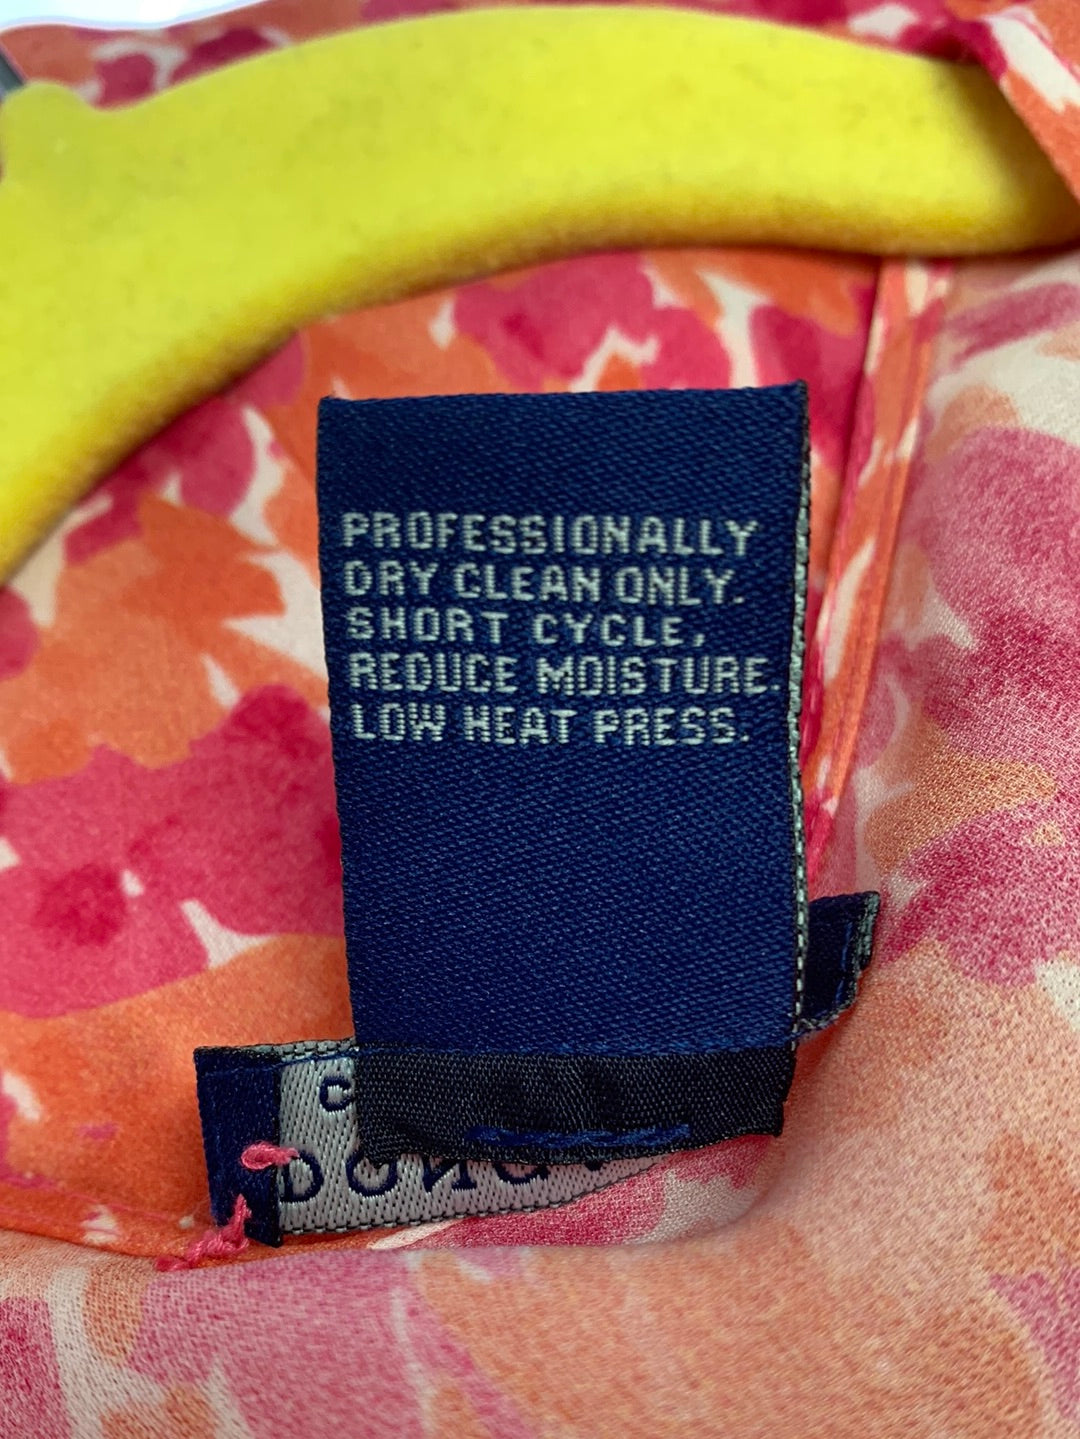 PROFESSIONALLY
DRY CLEAN ONLY.
SHORT CYCLE,
REDUCE MOISTURE.
LOW HEAT PRESS.